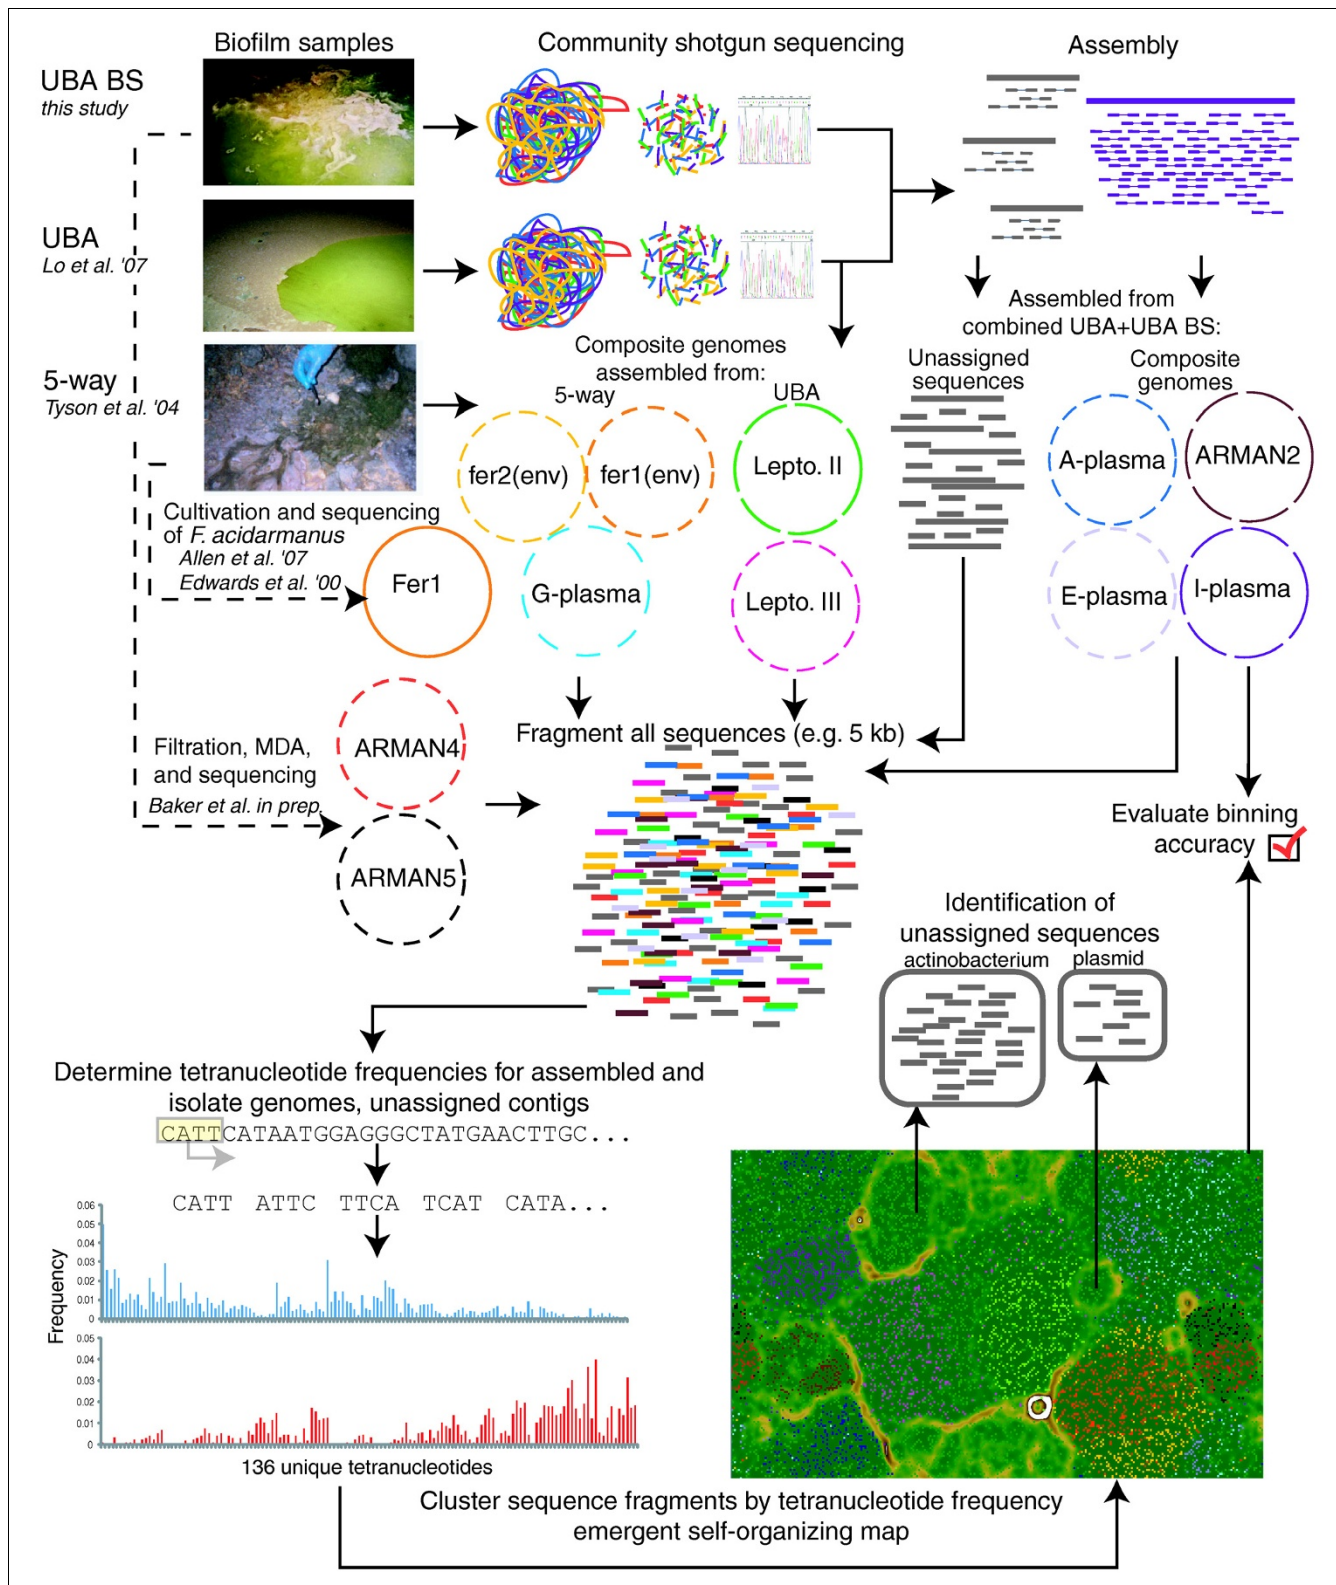 Biofilm samples
Community shotgun sequencing
Assembly
UBA BS
this study
UBA
Lo et al. '07
5-way
Tyson et al. '04
Composite genomes
assembled from:
5-way
UBA
fer2(env)
fer1(env)
G-plasma
Lepto. II
Lepto. III
Assembled from
combined UBA+UBA BS:
Unassigned
sequences
Composite
genomes
A-plasma
ARMAN2
E-plasma
I-plasma
Cultivation and sequencing
of F. acidarmanus
Allen et al. '07
Edwards et al. '00
Fer1
ARMAN4
ARMAN5
Filtration, MDA,
and sequencing
Baker et al. in prep.
Fragment all sequences (e.g. 5 kb)
Evaluate binning
accuracy
Identification of
unassigned sequences
actinobacterium
plasmid
Determine tetranucleotide frequencies for assembled and
isolate genomes, unassigned contigs
CATTCATAATGGAGGGCTATGAACTTGC...
CATT ATTC TTCA TCAT CATA...
Frequency
0.06
0.05
0.04
0.03
0.02
0.01
0
0.05
0.04
0.03
0.02
0.01
0
136 unique tetranucleotides
Cluster sequence fragments by tetranucleotide frequency
emergent self-organizing map